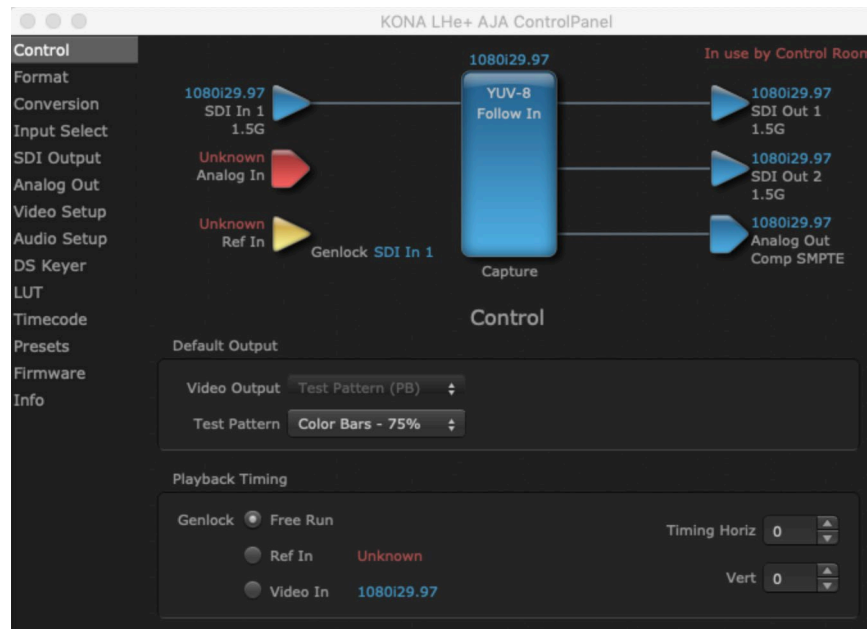 KONA LHe+ AJA ControlPanel
Control
Format
Conversion
Input Select
SDI Output
Analog Out
Video Setup
Audio Setup
DS Keyer
LUT
Timecode
Presets
Firmware
Info
1080i29.97
In use by Control Room
1080i29.97
SDI In 1
1.5G
Unknown
Analog In
Unknown
Ref In
Genlock SDI In 1
YUV-8
Follow In
Capture
1080i29.97
SDI Out 1
1.5G
1080i29.97
SDI Out 2
1.5G
1080i29.97
Analog Out
Comp SMPTE
Control
Default Output
Video Output Test Pattern (PB)
Test Pattern Color Bars - 75%
Playback Timing
Genlock Free Run
Ref In Unknown
Video In 1080i29.97
Timing Horiz 0
Vert 0